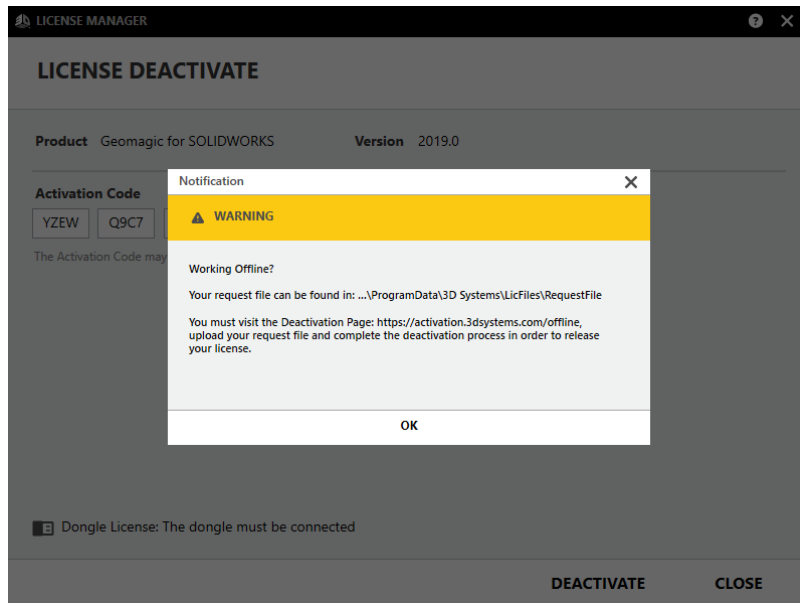 LICENSE MANAGER
LICENSE DEACTIVATE
Product Geomagic for SOLIDWORKS Version 2019.0
Activation Code
YZEW Q9C7
The Activation Code may
Notification
WARNING
Working Offline?
Your request file can be found in: ...\ProgramData\3D Systems\LicFiles\RequestFile
You must visit the Deactivation Page: https://activation.3dsystems.com/offline,
upload your request file and complete the deactivation process in order to release
your license.
OK
Dongle License: The dongle must be connected
DEACTIVATE CLOSE